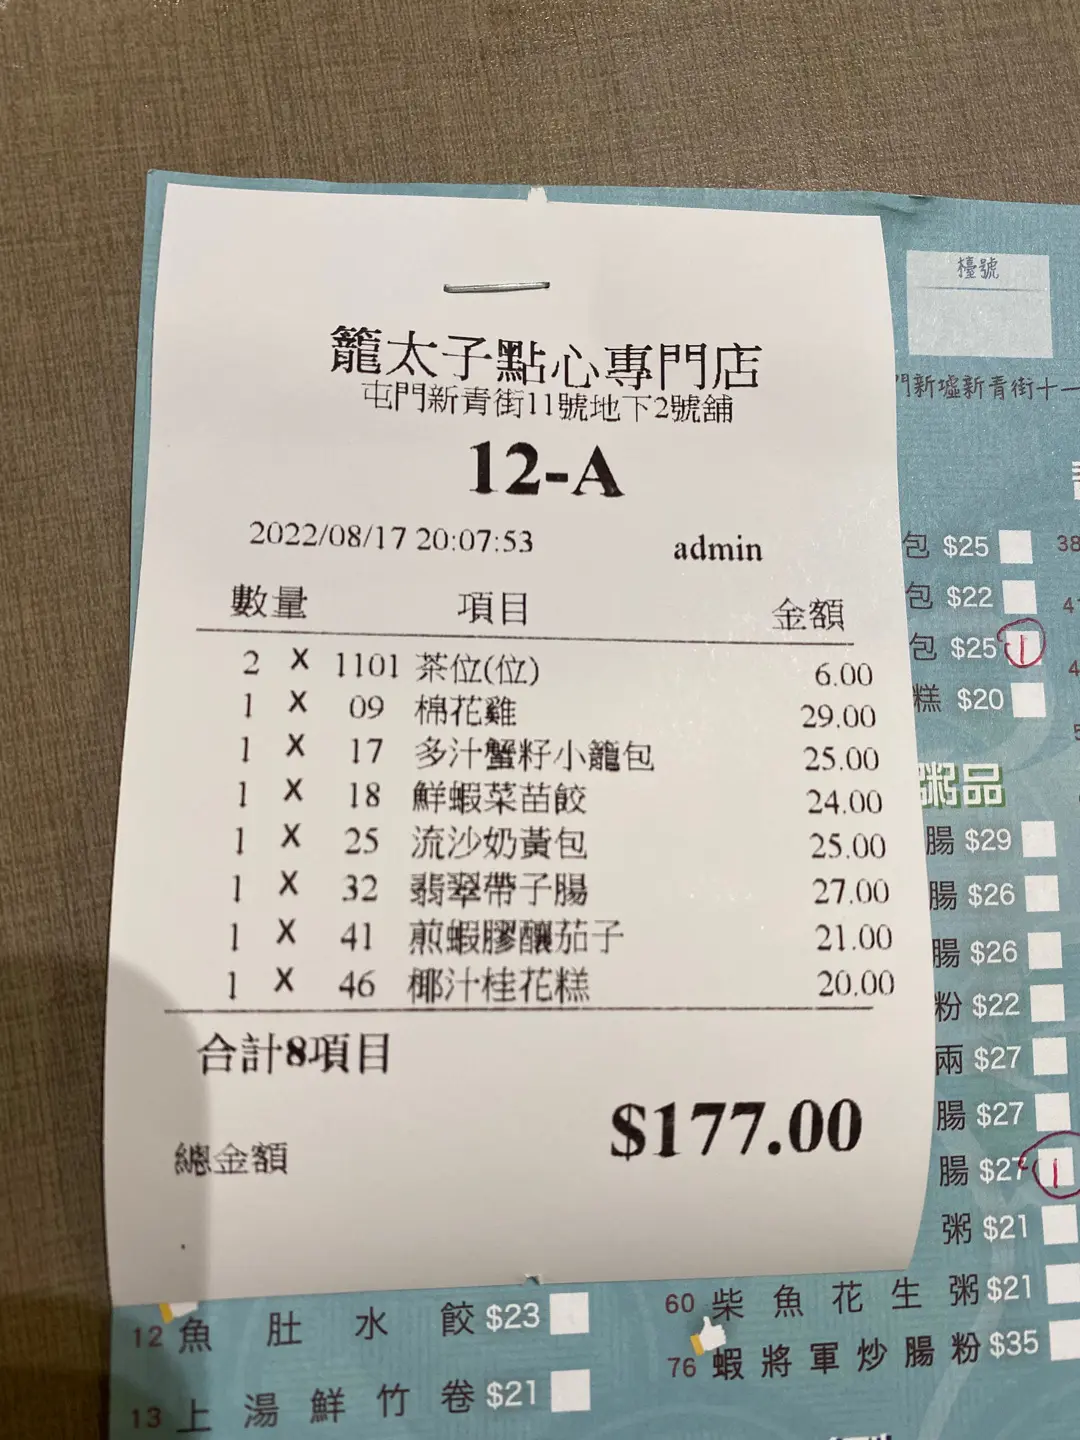 籠太子點心專門店
屯門新青街11號地下2號舖
12-A
2022/08/17 20:07:53 admin
數量 項目 金額
2 X 1101 茶位(位) 6.00
1 X 09 棉花雞 29.00
1 X 17 多汁蟹籽小籠包 25.00
1 X 18 鮮蝦菜苗餃 24.00
1 X 25 流沙奶黃包 25.00
1 X 32 翡翠帶子腸 27.00
1 X 41 煎蝦膠釀茄子 21.00
1 X 46 椰汁桂花糕 20.00
合計8項目
總金額 $177.00
檯號
門新墟新青街十一
包 $25
38
包 $22
包 $25 1
糕 $20
粥品
腸 $29
腸 $26
腸 $26
粉 $22
兩 $27
腸 $27
腸 $27 1
粥 $21
12 魚肚水餃 $23
60 柴魚花生粥 $21
76 蝦將軍炒腸粉 $35
13 上湯鮮竹卷 $21